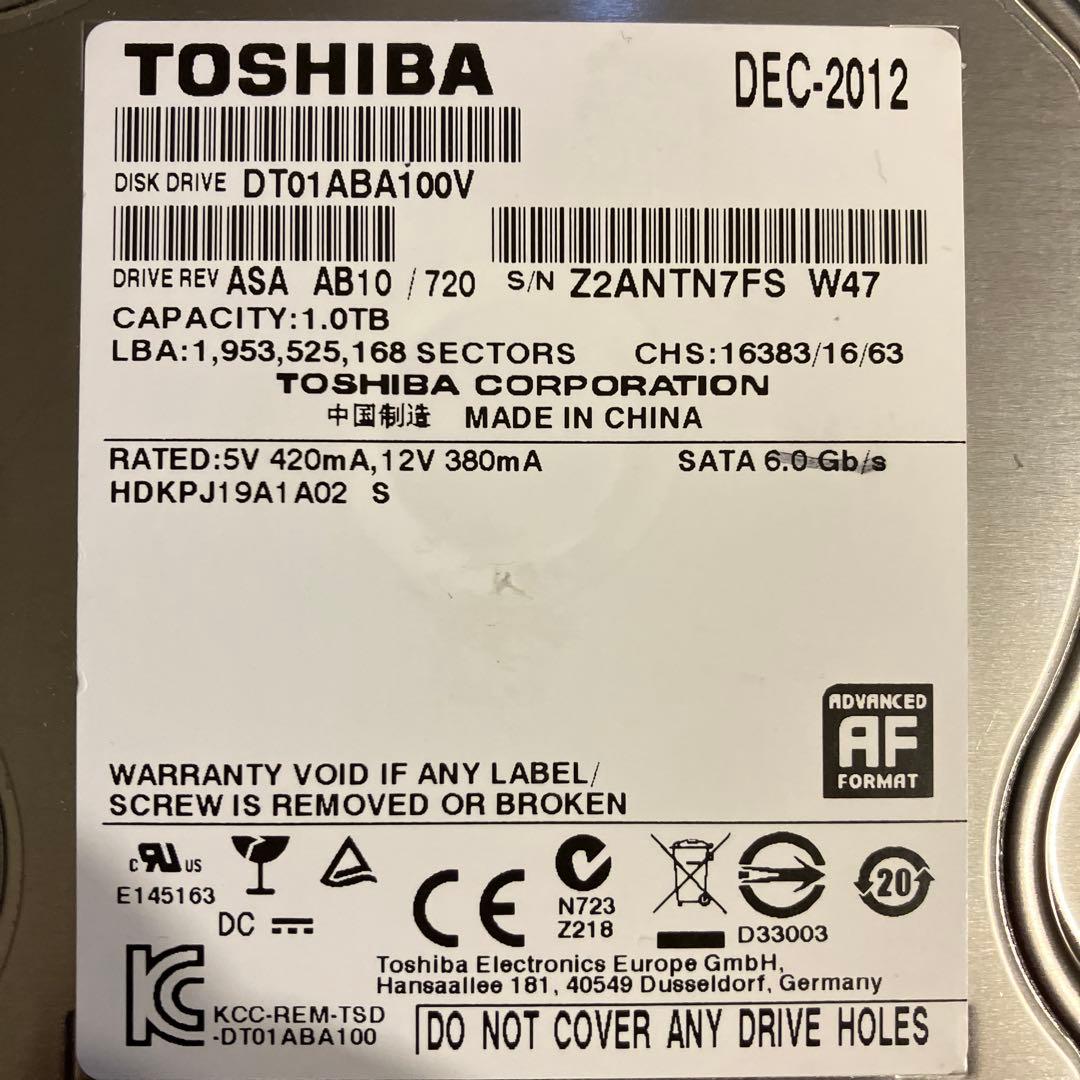 TOSHIBA
DEC-2012
DISK DRIVE DT01ABA100V
DRIVE REV ASA AB10 / 720 S/N Z2ANTN7FS W47
CAPACITY:1.0TB
LBA:1,953,525,168 SECTORS CHS:16383/16/63
TOSHIBA CORPORATION
中国制造 MADE IN CHINA
RATED:5V 420mA,12V 380mA SATA 6.0 Gb/s
HDKPJ19A1A02 S
ADVANCED
AF
FORMAT
WARRANTY VOID IF ANY LABEL/
SCREW IS REMOVED OR BROKEN
c RU US
E145163
DC
CE
N723
Z218
D33003
20
Toshiba Electronics Europe GmbH,
Hansaallee 181, 40549 Dusseldorf, Germany
KCC-REM-TSD
-DT01ABA100
DO NOT COVER ANY DRIVE HOLES